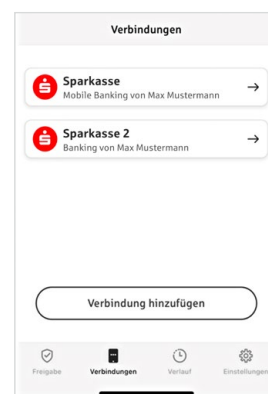 Verbindungen
Sparkasse
Mobile Banking von Max Mustermann
Sparkasse 2
Banking von Max Mustermann
Verbindung hinzufügen
Freigabe Verbindungen Verlauf Einstellungen